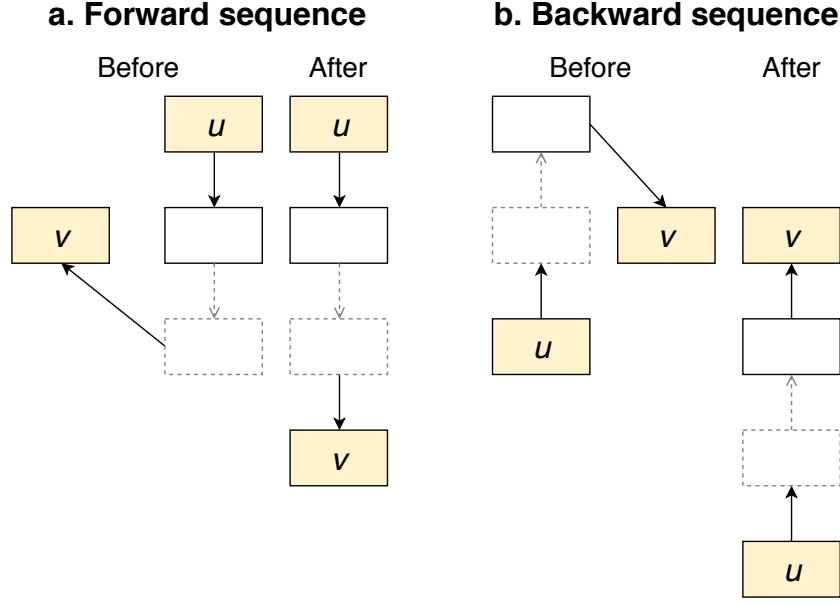 a. Forward sequence
Before
After
u
u
v
v
b. Backward sequence
Before
After
v
v
u
u